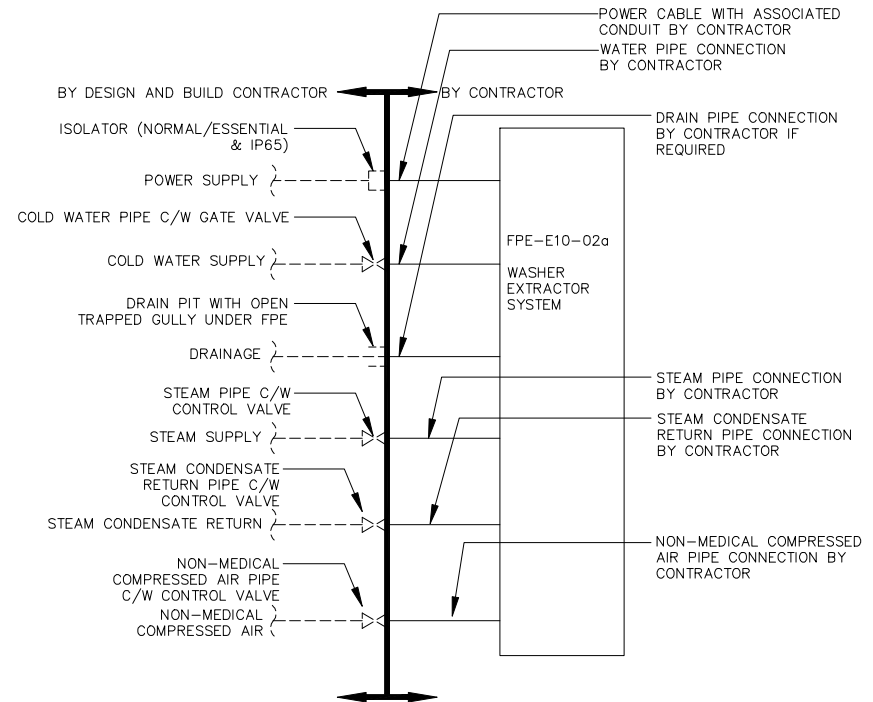 POWER CABLE WITH ASSOCIATED
CONDUIT BY CONTRACTOR
WATER PIPE CONNECTION
BY CONTRACTOR
BY DESIGN AND BUILD CONTRACTOR
BY CONTRACTOR
DRAIN PIPE CONNECTION
BY CONTRACTOR IF
REQUIRED
ISOLATOR (NORMAL/ESSENTIAL
& IP65)
POWER SUPPLY
COLD WATER PIPE C/W GATE VALVE
COLD WATER SUPPLY
FPE-E10-02a
WASHER
EXTRACTOR
SYSTEM
DRAIN PIT WITH OPEN
TRAPPED GULLY UNDER FPE
DRAINAGE
STEAM PIPE C/W
CONTROL VALVE
STEAM SUPPLY
STEAM PIPE CONNECTION
BY CONTRACTOR
STEAM CONDENSATE
RETURN PIPE CONNECTION
BY CONTRACTOR
STEAM CONDENSATE
RETURN PIPE C/W
CONTROL VALVE
STEAM CONDENSATE RETURN
NON-MEDICAL COMPRESSED
AIR PIPE CONNECTION BY
CONTRACTOR
NON-MEDICAL
COMPRESSED AIR PIPE
C/W CONTROL VALVE
NON-MEDICAL
COMPRESSED AIR